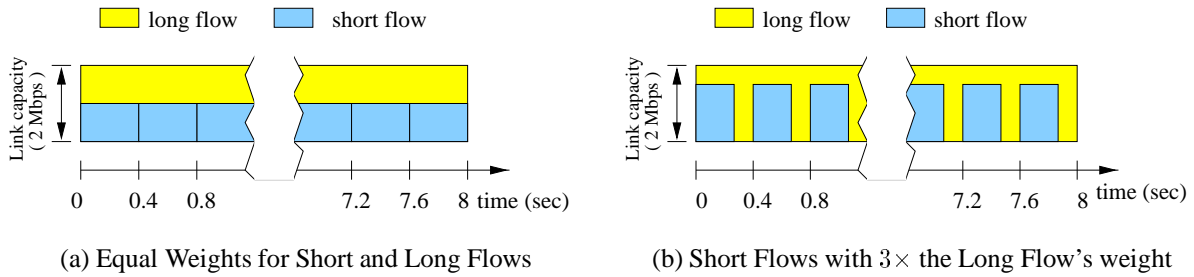 long flow
short flow
Link capacity
( 2 Mbps )
0
0.4
0.8
7.2
7.6
8
time (sec)
(a) Equal Weights for Short and Long Flows
long flow
short flow
Link capacity
( 2 Mbps )
0
0.4
0.8
7.2
7.6
8
time (sec)
(b) Short Flows with 3× the Long Flow's weight